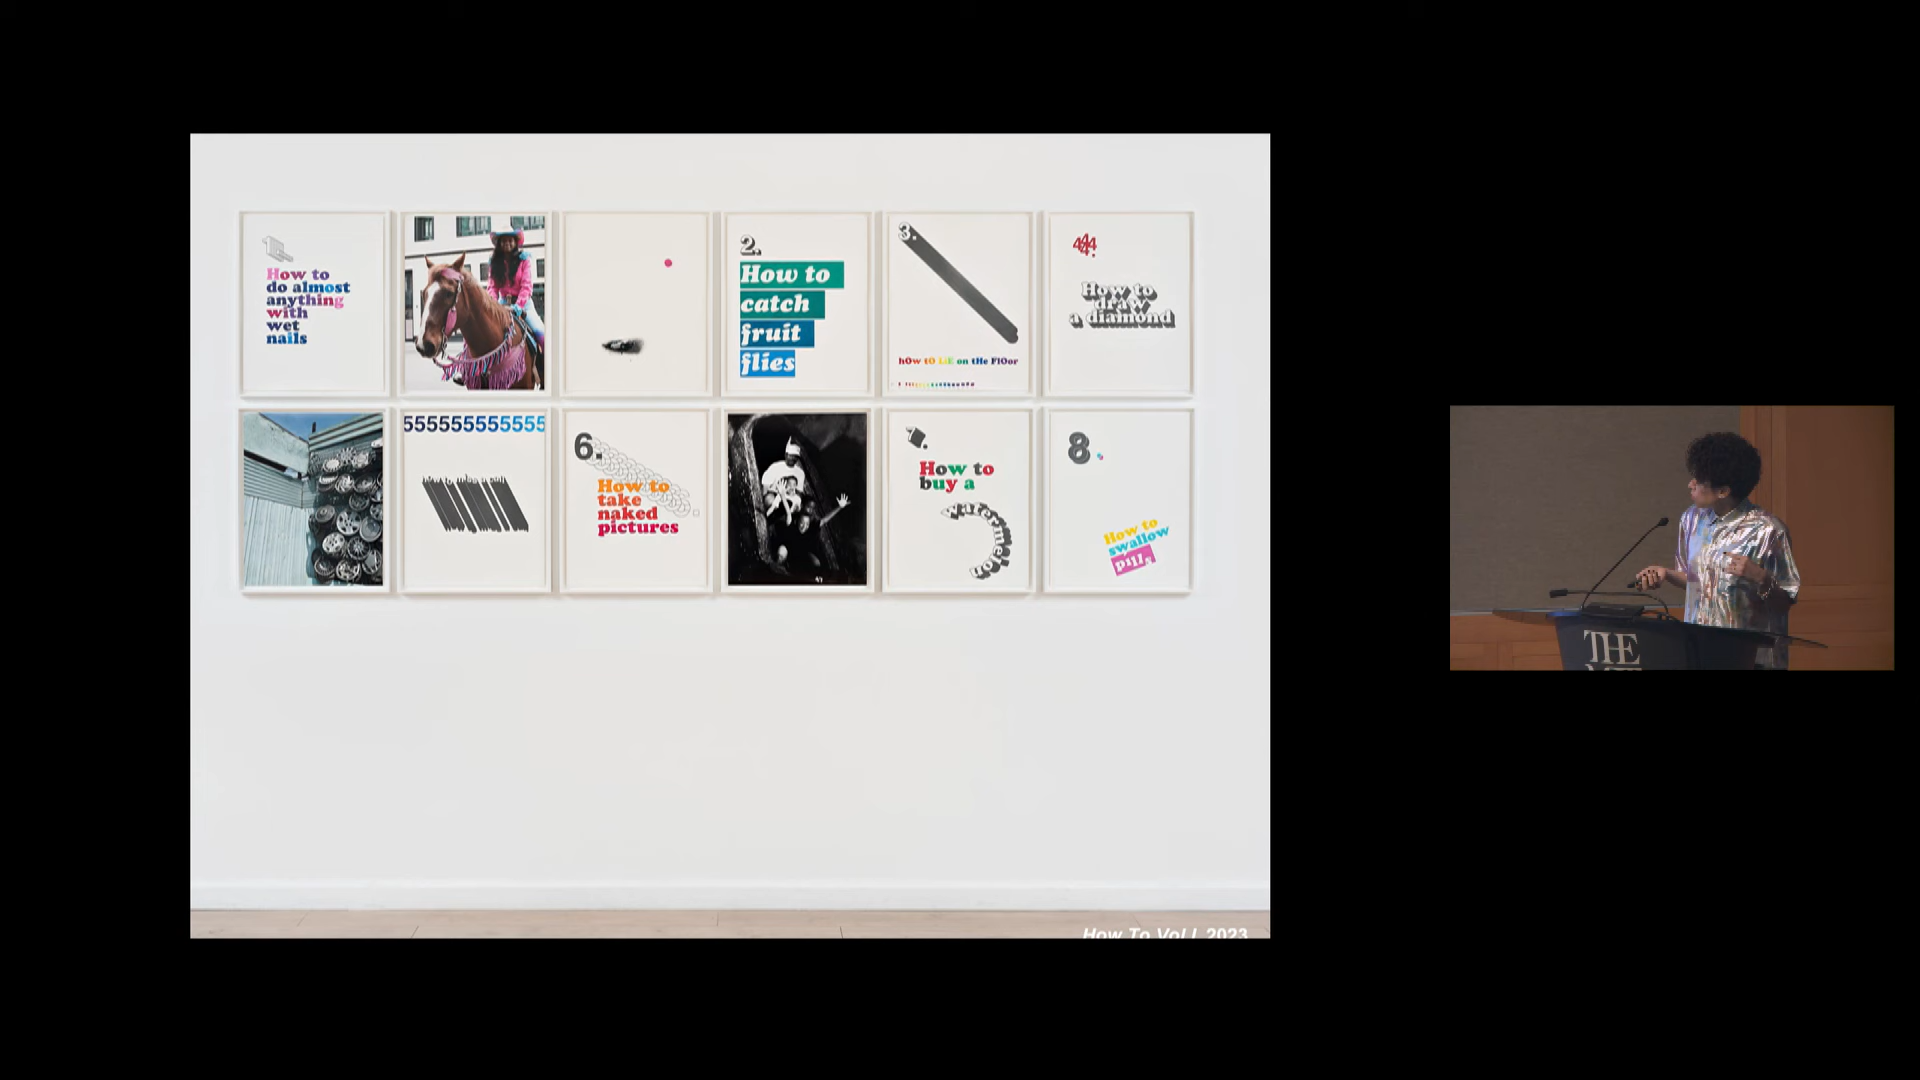 How to
do almost
anything
with
wet
nails
2.
How to
catch
fruit
flies
3.
hOw tO LiE on tHe FlOor
444.
How to
draw
a diamond
555555555555
6.
How to
take
naked
pictures
How to
buy a
watermelon
8.
How to
swallow
pills
How To Vol I, 2023
THE